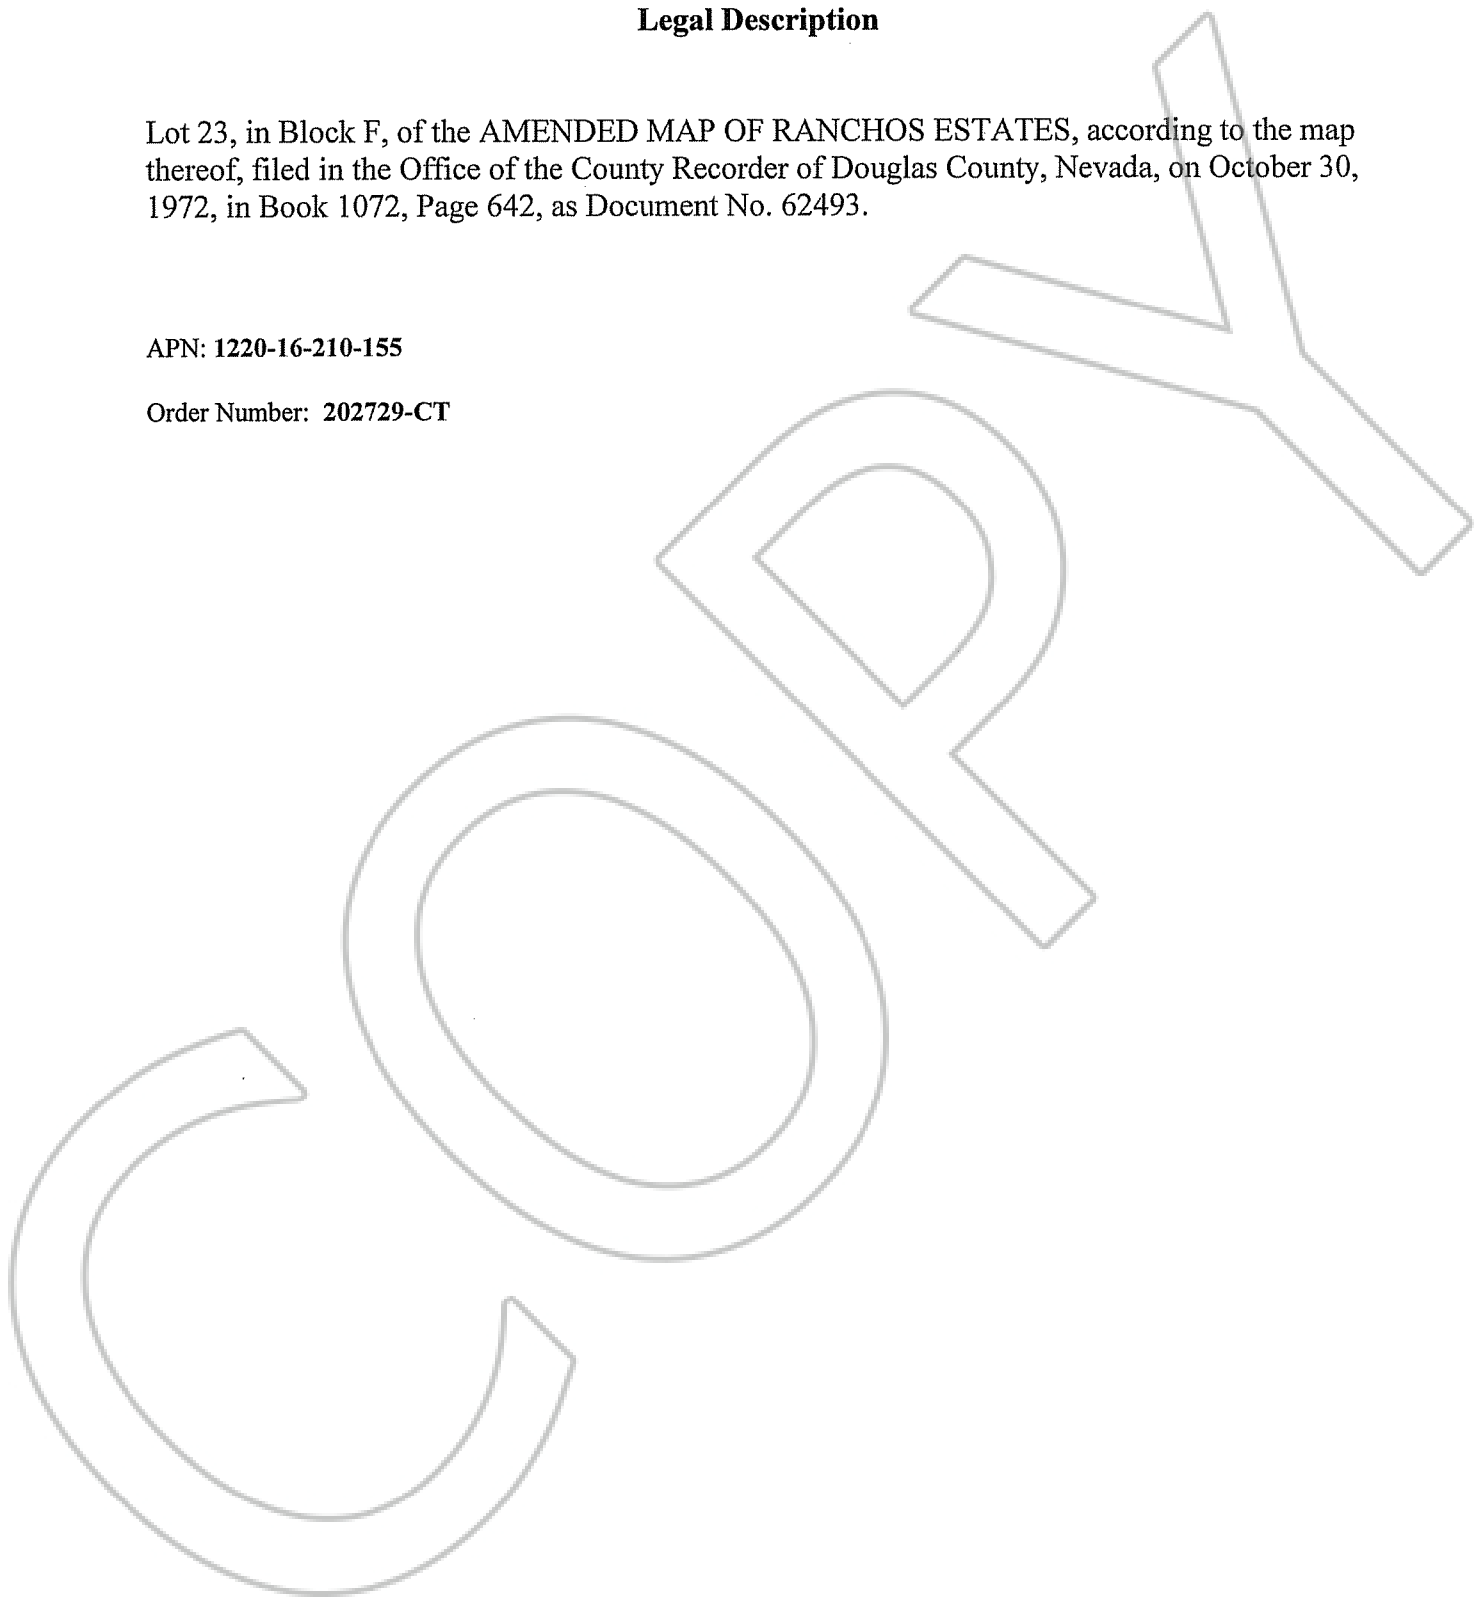 Legal Description
Lot 23, in Block F, of the AMENDED MAP OF RANCHOS ESTATES, according to the map
thereof, filed in the Office of the County Recorder of Douglas County, Nevada, on October 30,
1972, in Book 1072, Page 642, as Document No. 62493.
APN: 1220-16-210-155
Order Number: 202729-CT
COPY